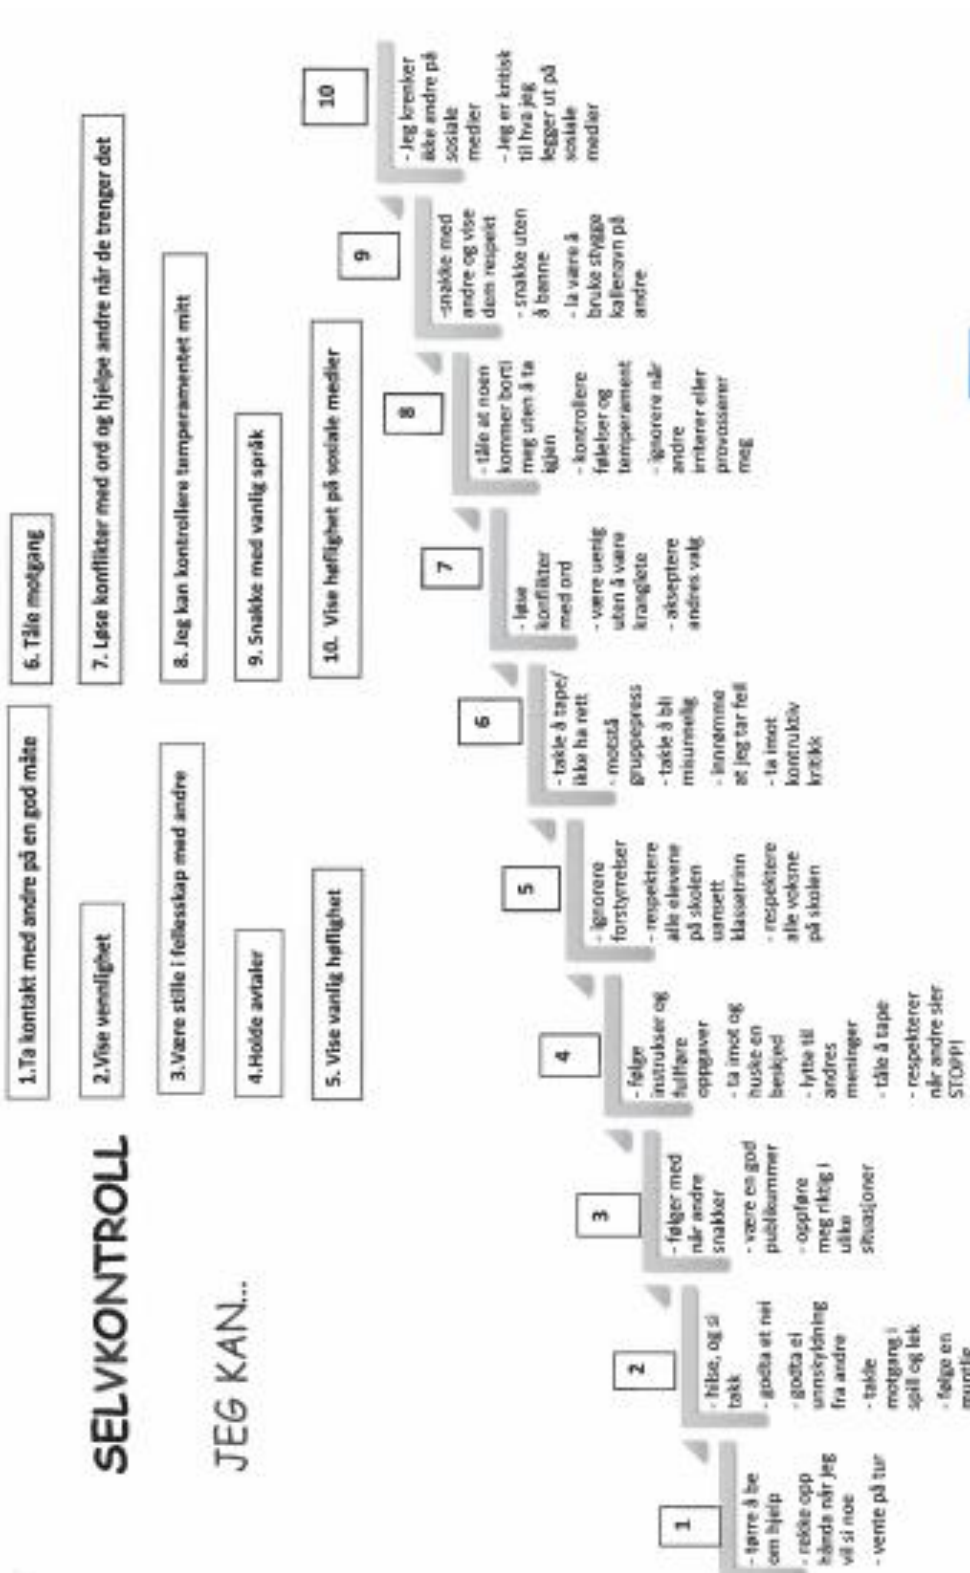 SELVKONTROLL
JEG KAN...
1.Ta kontakt med andre på en god måte
2.Vise vennlighet
3.Være stille i fellesskap med andre
4.Holde avtaler
5. Vise vanlig høflighet
6. Tåle motgang
7. Løse konflikter med ord og hjelpe andre når de trenger det
8. Jeg kan kontrollere temperamentet mitt
9. Snakke med vanlig språk
10. Vise høflighet på sosiale medier
1
- tørre å be
om hjelp
- rekke opp
hånda når jeg
vil si noe
- vente på tur
2
- hilse, og si
takk
- godta et nei
- godta ei
unnskyldning
fra andre
- takle
motgang i
spill og lek
- følge en
muntlig
3
- følger med
når andre
snakker
- være en god
publikummer
- oppføre
meg riktig i
ulike
situasjoner
4
- følge
instrukser og
fullføre
oppgaver
- ta imot og
huske en
beskjed
- lytte til
andres
meninger
- tåle å tape
- respekterer
når andre sier
STOPP!
5
- ignorere
forstyrrelser
- respektere
alle elevene
på skolen
uansett
klassetrinn
- respektere
alle voksne
på skolen
6
- takle å tape/
ikke ha rett
- motstå
gruppepress
- takle å bli
misunnelig
- innrømme
at jeg tar feil
- ta imot
kontruktiv
kritikk
7
- løse
konflikter
med ord
- være uenig
uten å være
kranglete
- akseptere
andres valg
8
- tåle at noen
kommer borti
meg uten å ta
igjen
- kontrollere
følelser og
temperament
- ignorere når
andre
irriterer eller
provoserer
meg
9
-snakke med
andre og vise
dem respekt
- snakke uten
å banne
- la være å
bruke stygge
kallenavn på
andre
10
- Jeg krenker
ikke andre på
sosiale
medier
- Jeg er kritisk
til hva jeg
legger ut på
sosiale
medier